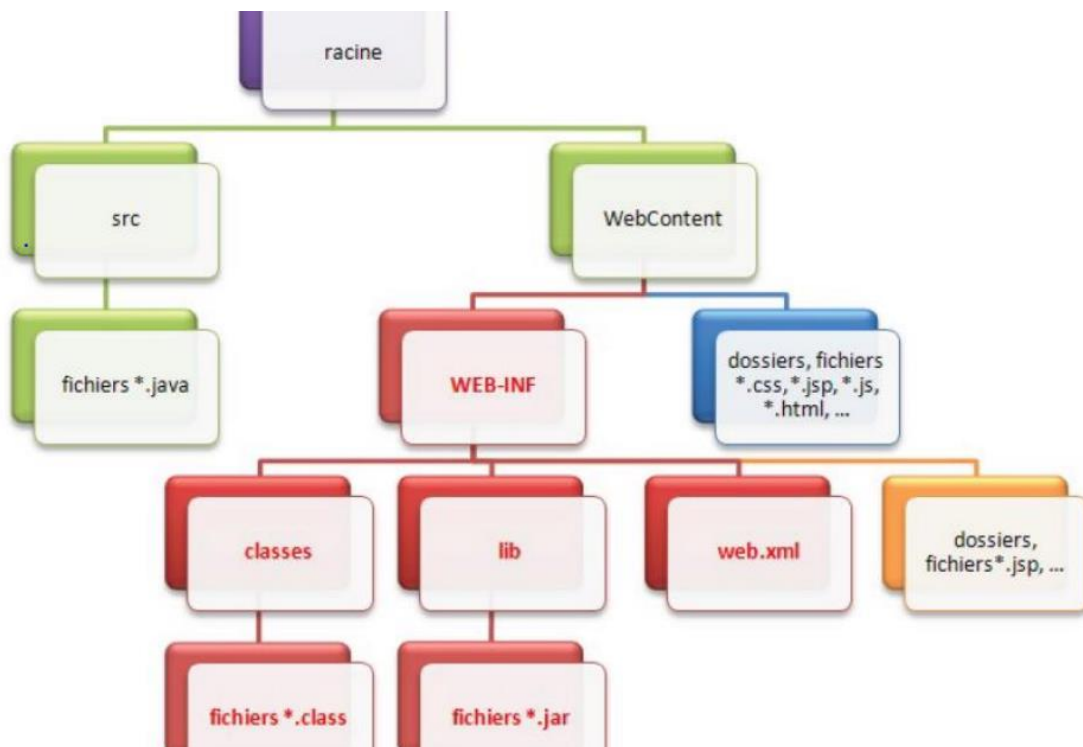 racine
src
WebContent
fichiers *.java
WEB-INF
dossiers, fichiers
*.css,*.jsp, *.js,
*.html, ...
classes
lib
web.xml
dossiers,
fichiers*.jsp, ...
fichiers *.class
fichiers *.jar